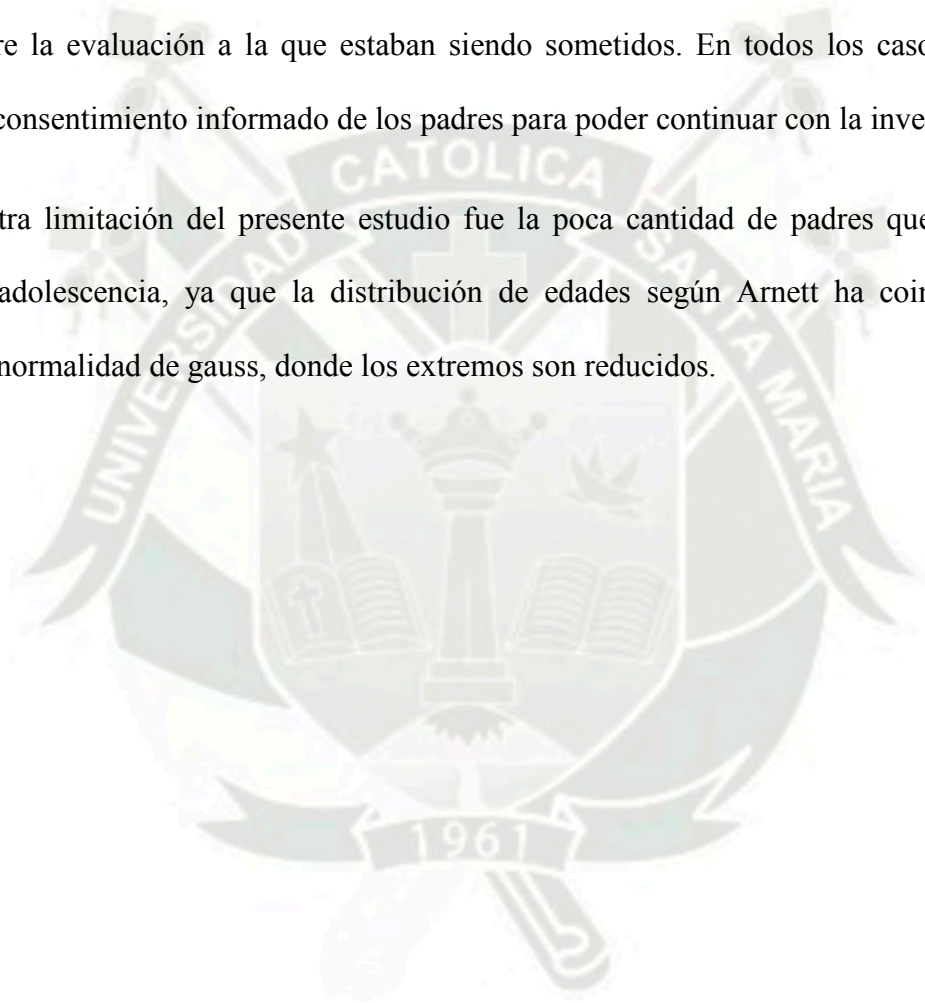 re la evaluación a la que estaban siendo sometidos. En todos los caso
consentimiento informado de los padres para poder continuar con la inve
tra limitación del presente estudio fue la poca cantidad de padres que
adolescencia, ya que la distribución de edades según Arnett ha coin
normalidad de gauss, donde los extremos son reducidos.
UNIVERSIDAD CATOLICA SANTA MARIA
1961